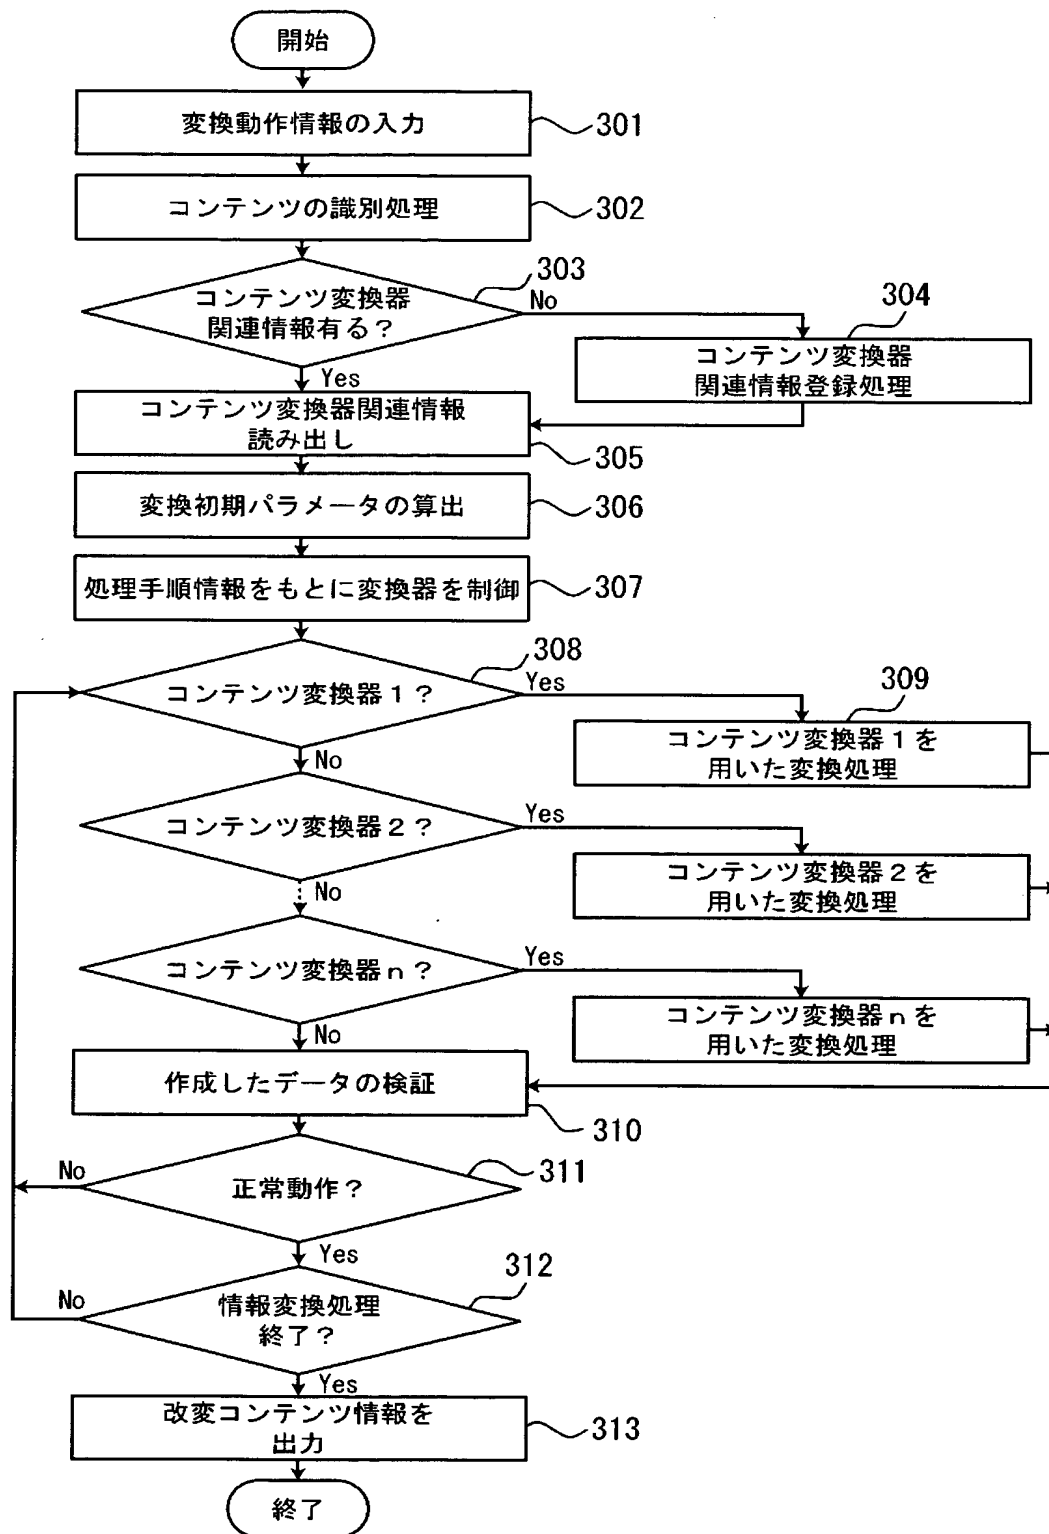 開始
変換動作情報の入力
301
コンテンツの識別処理
302
303
コンテンツ変換器
関連情報有る?
No
304
コンテンツ変換器
関連情報登録処理
Yes
コンテンツ変換器関連情報
読み出し
305
変換初期パラメータの算出
306
処理手順情報をもとに変換器を制御
307
308
コンテンツ変換器1?
Yes
309
コンテンツ変換器1を
用いた変換処理
No
コンテンツ変換器2?
Yes
コンテンツ変換器2を
用いた変換処理
No
コンテンツ変換器n?
Yes
コンテンツ変換器nを
用いた変換処理
No
作成したデータの検証
310
No
正常動作?
311
Yes
312
No
情報変換処理
終了?
Yes
改変コンテンツ情報を
出力
313
終了